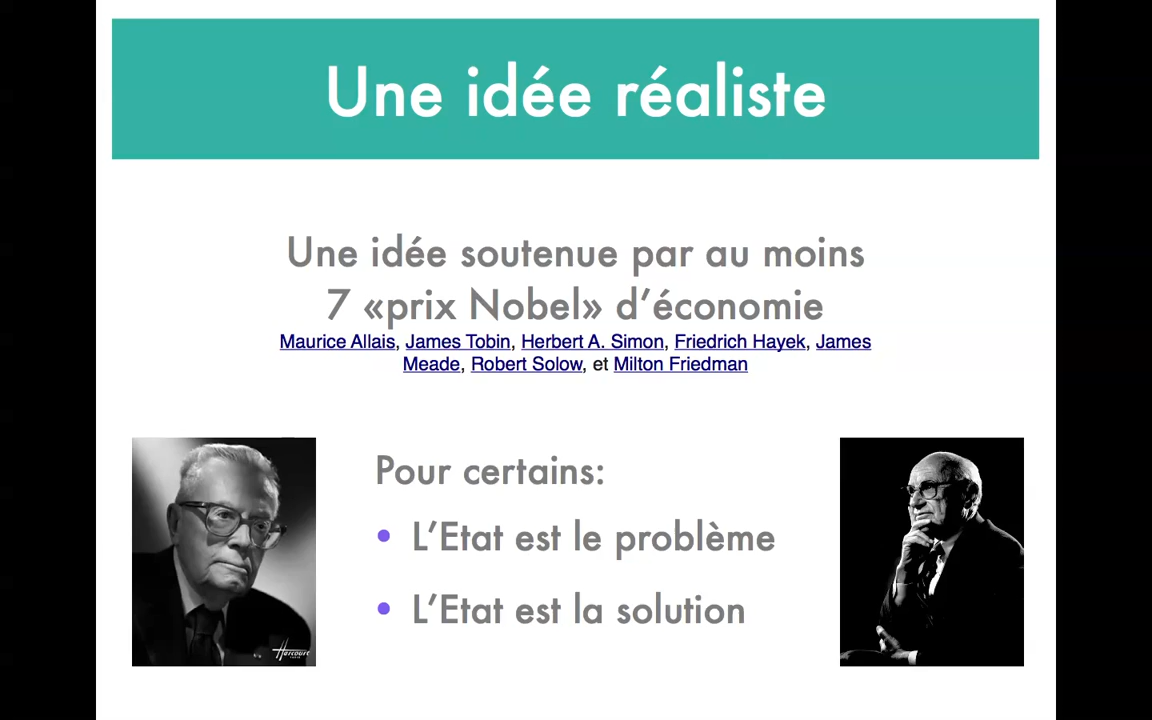 Une idée réaliste
Une idée soutenue par au moins
7 «prix Nobel» d’économie
Maurice Allais, James Tobin, Herbert A. Simon, Friedrich Hayek, James
Meade, Robert Solow, et Milton Friedman
Pour certains:
• L’Etat est le problème
• L’Etat est la solution
Harcourt
PARIS